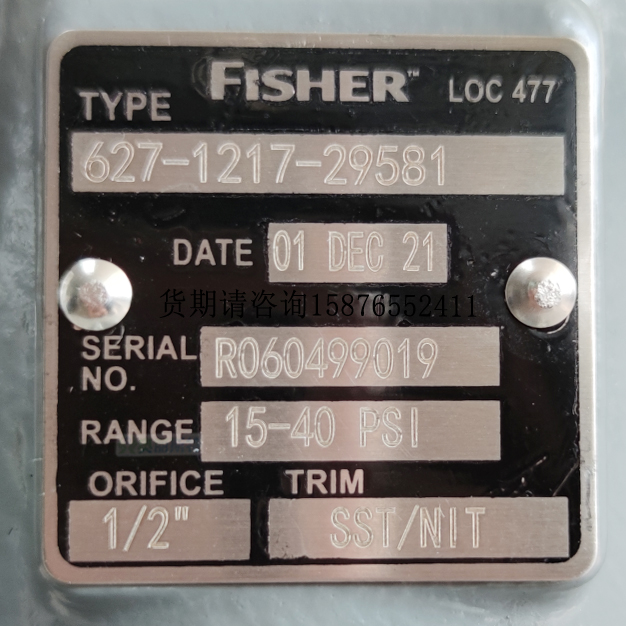 FISHER™ LOC 477
TYPE
627-1217-29581
DATE 01 DEC 21
货期请咨询15876552411
SERIAL NO. R060499019
RANGE 15-40 PSI
ORIFICE TRIM
1/2" SST/NIT